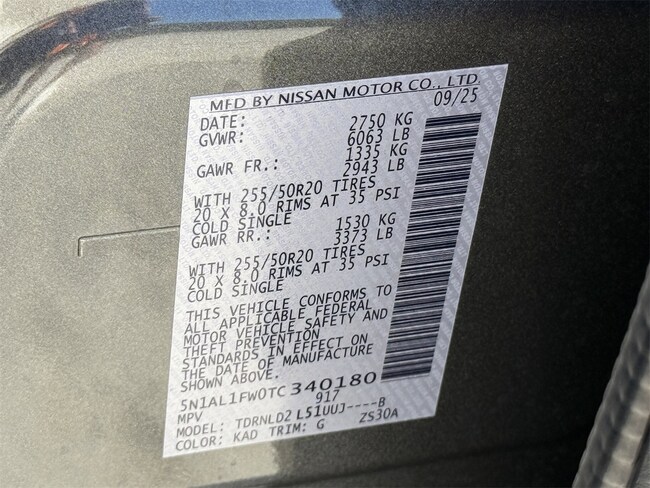 MFD BY NISSAN MOTOR CO., LTD.
DATE: 09/25
GVWR: 2750 KG
6063 LB
GAWR FR.: 1335 KG
2943 LB
WITH 255/50R20 TIRES
20 X 8.0 RIMS AT 35 PSI
COLD SINGLE
GAWR RR.: 1530 KG
3373 LB
WITH 255/50R20 TIRES
20 X 8.0 RIMS AT 35 PSI
COLD SINGLE
THIS VEHICLE CONFORMS TO
ALL APPLICABLE FEDERAL
MOTOR VEHICLE SAFETY AND
THEFT PREVENTION
STANDARDS IN EFFECT ON
THE DATE OF MANUFACTURE
SHOWN ABOVE.
5N1AL1FW0TC340180
MPV 917
MODEL: TDRNLD2 L51UUJ----B
COLOR: KAD TRIM: G ZS30A